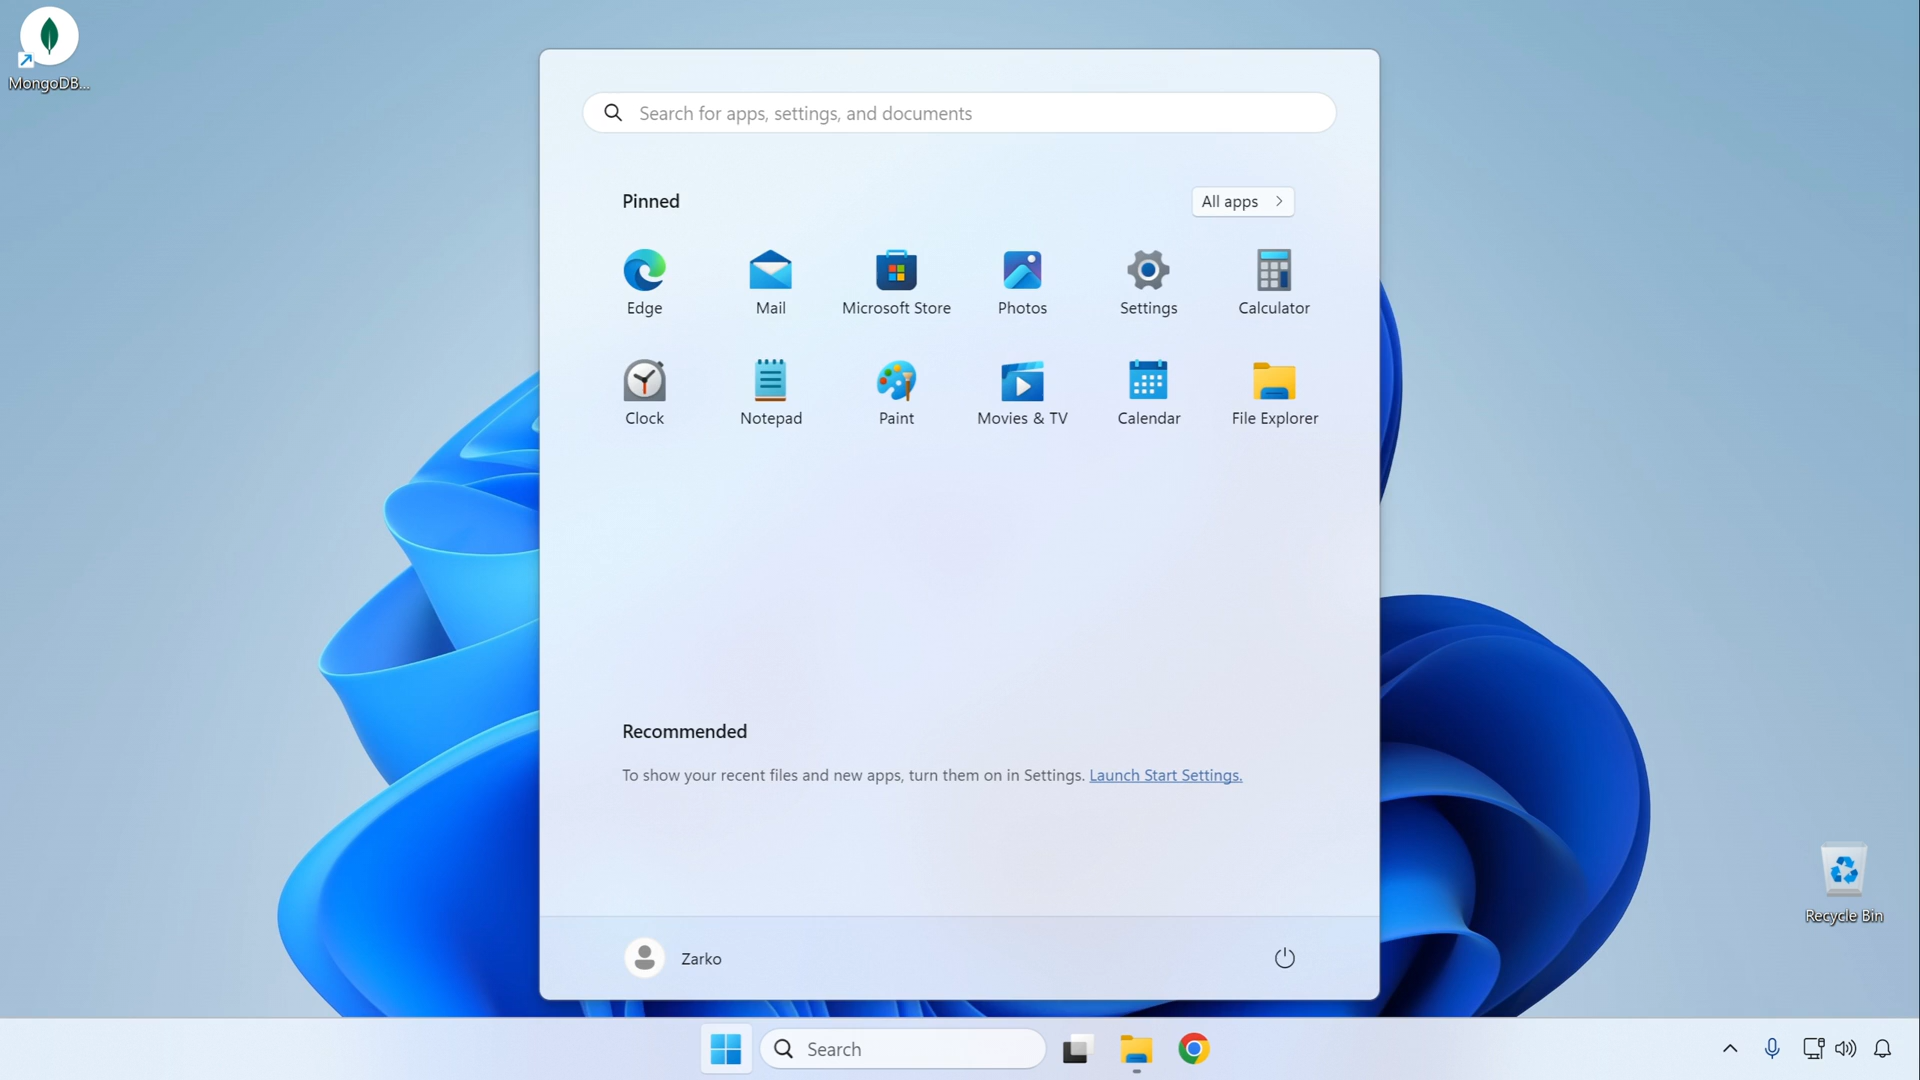 MongoDB...
Search for apps, settings, and documents
Pinned
All apps
Edge
Mail
Microsoft Store
Photos
Settings
Calculator
Clock
Notepad
Paint
Movies & TV
Calendar
File Explorer
Recommended
To show your recent files and new apps, turn them on in Settings. Launch Start Settings.
Recycle Bin
Zarko
Search